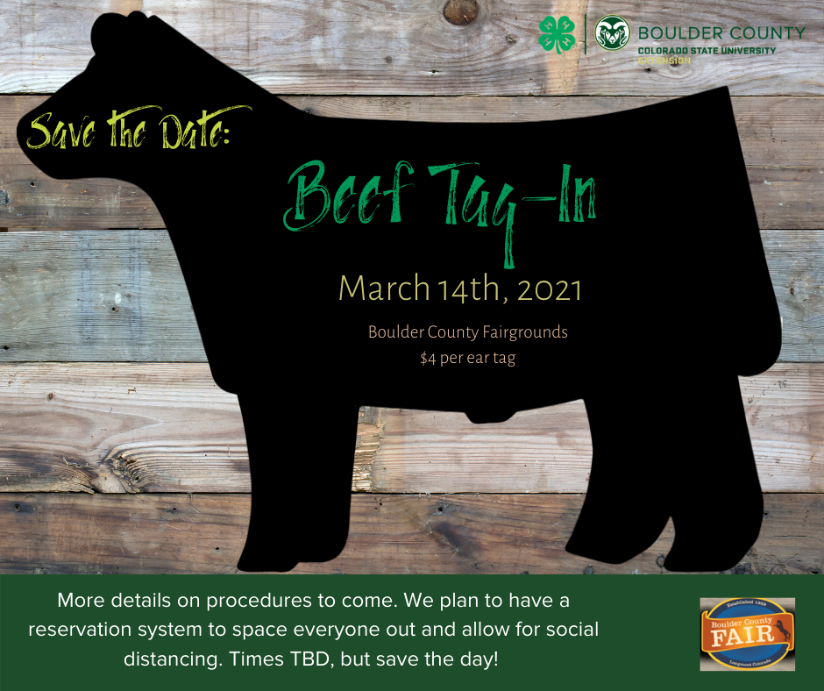 BOULDER COUNTY
COLORADO STATE UNIVERSITY
EXTENSION
Save the Date:
Beef Tag-In
March 14th, 2021
Boulder County Fairgrounds
$4 per ear tag
More details on procedures to come. We plan to have a
reservation system to space everyone out and allow for social
distancing. Times TBD, but save the day!
Boulder County
FAIR
Longmont, Colorado